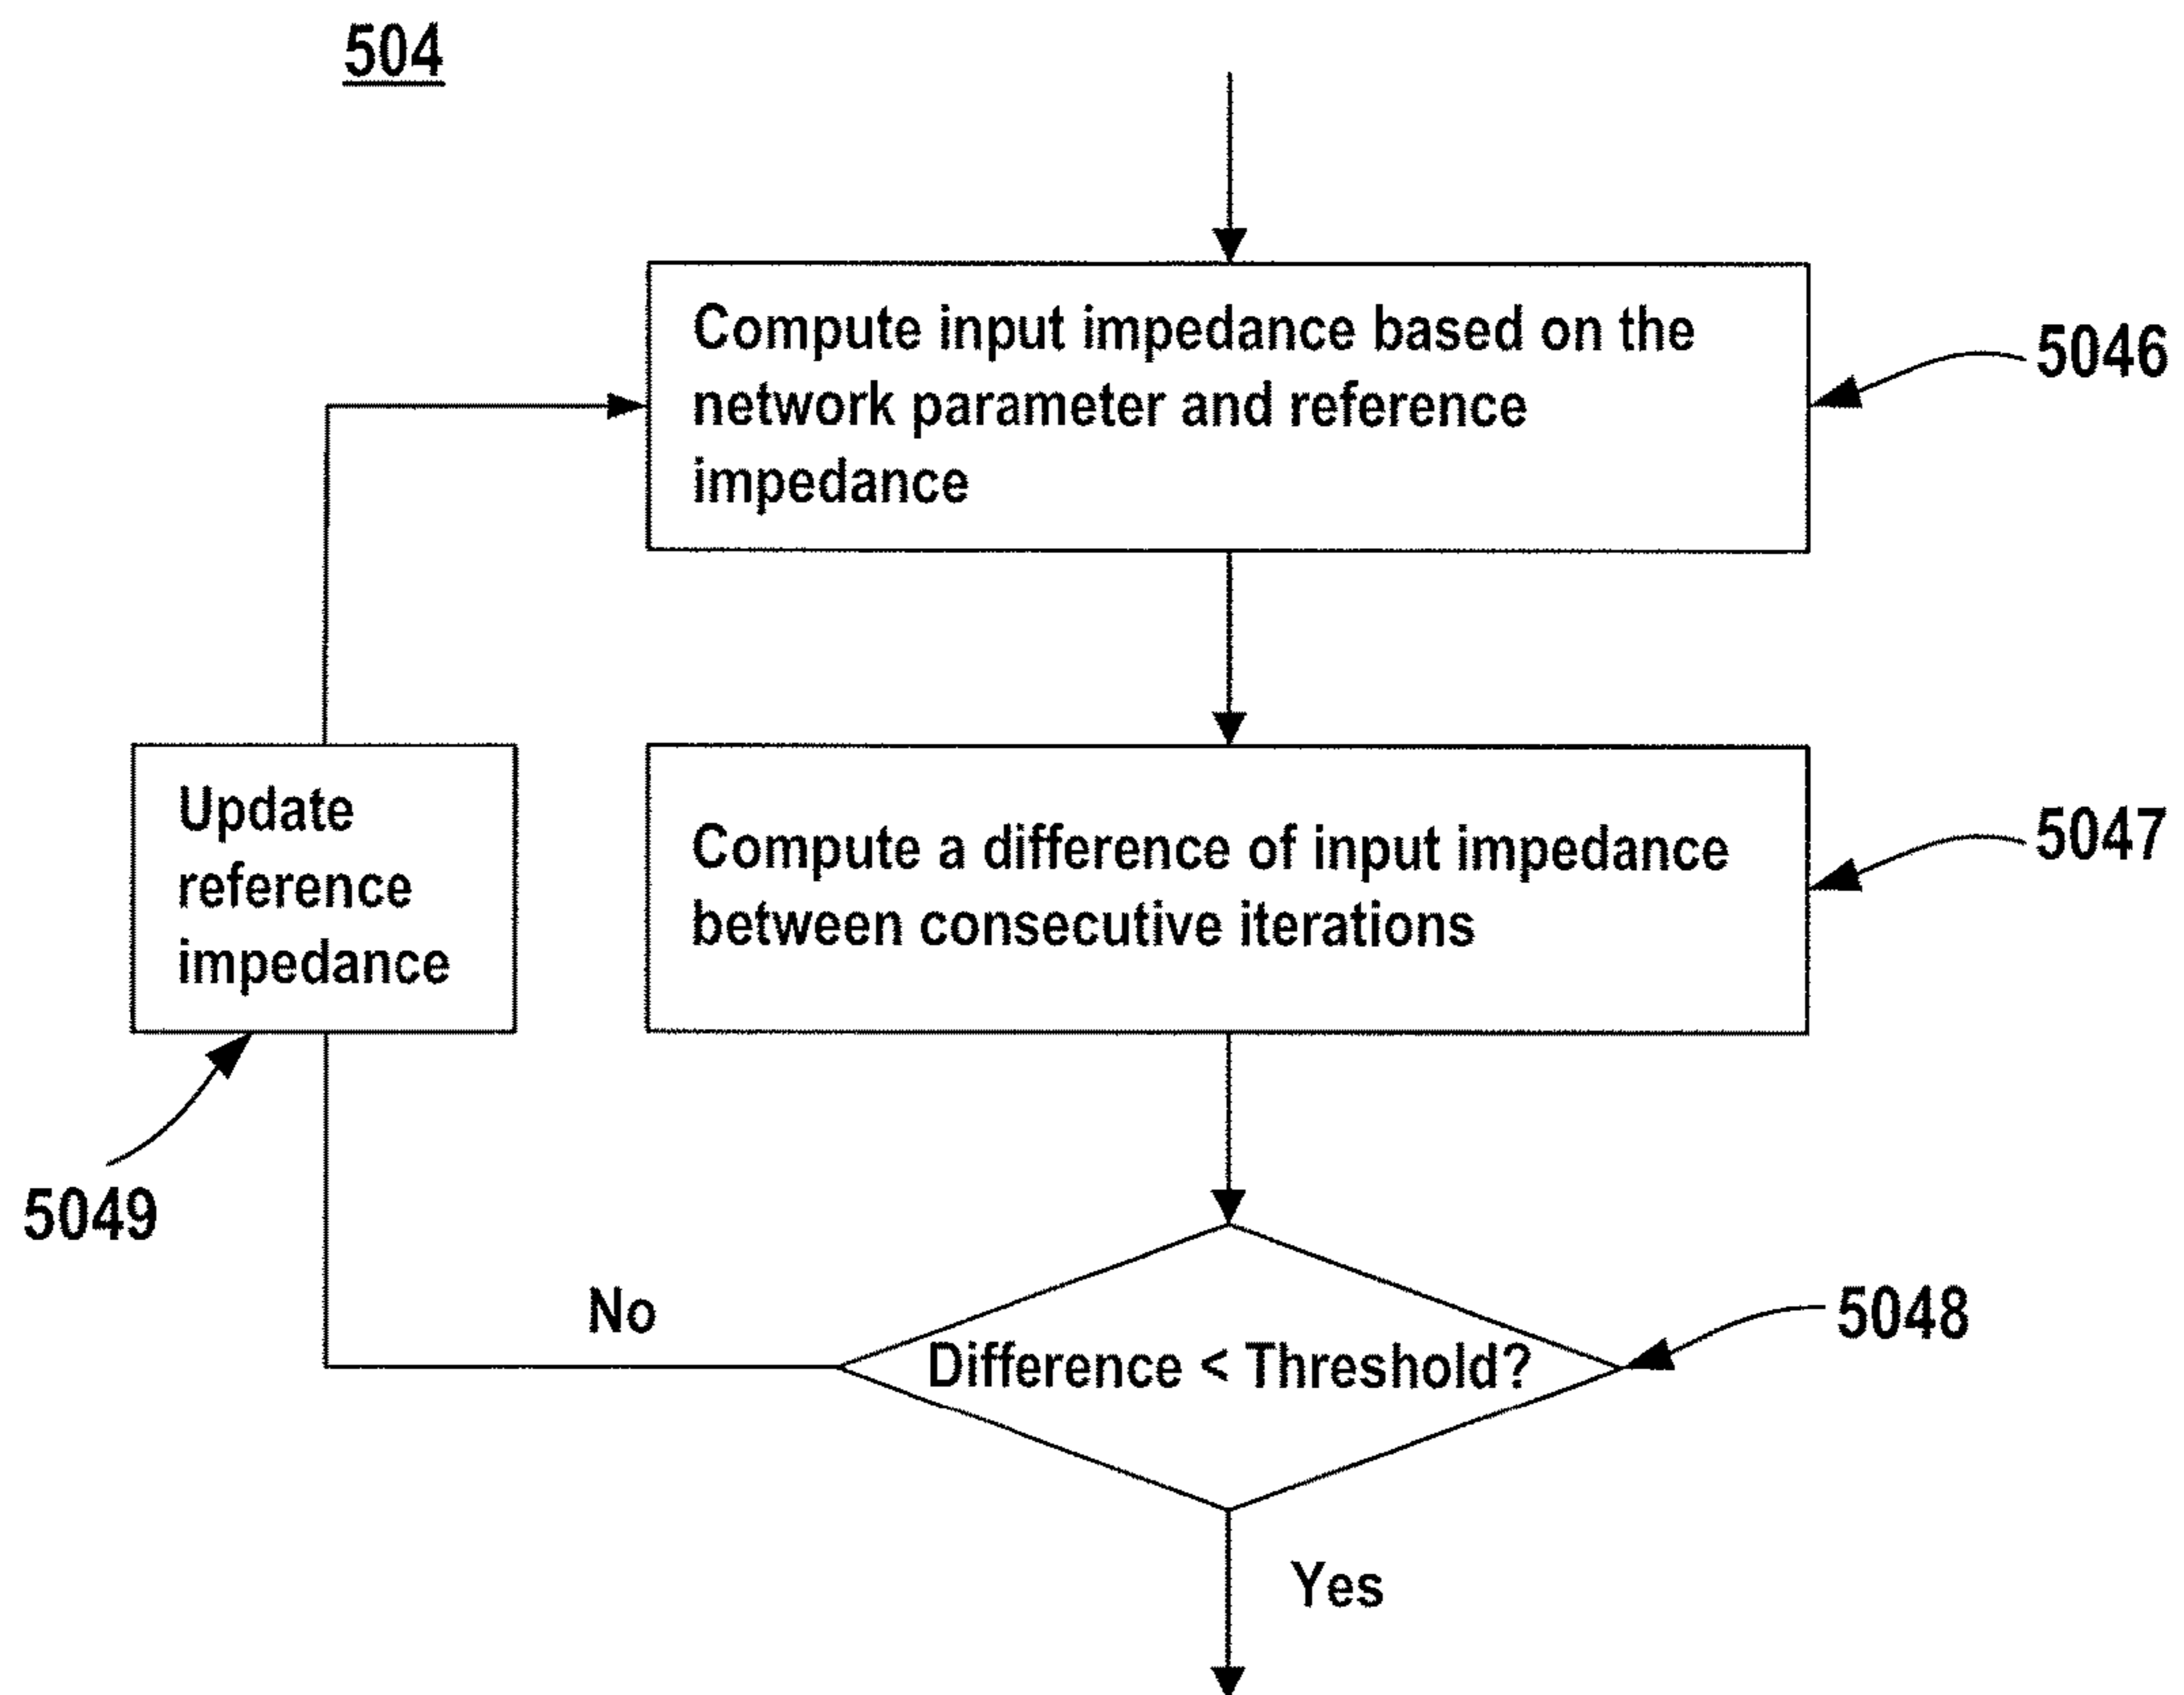 504
Compute input impedance based on the
network parameter and reference
impedance
5046
Update
reference
impedance
Compute a difference of input impedance
between consecutive iterations
5047
5049
No
Difference < Threshold?
5048
Yes